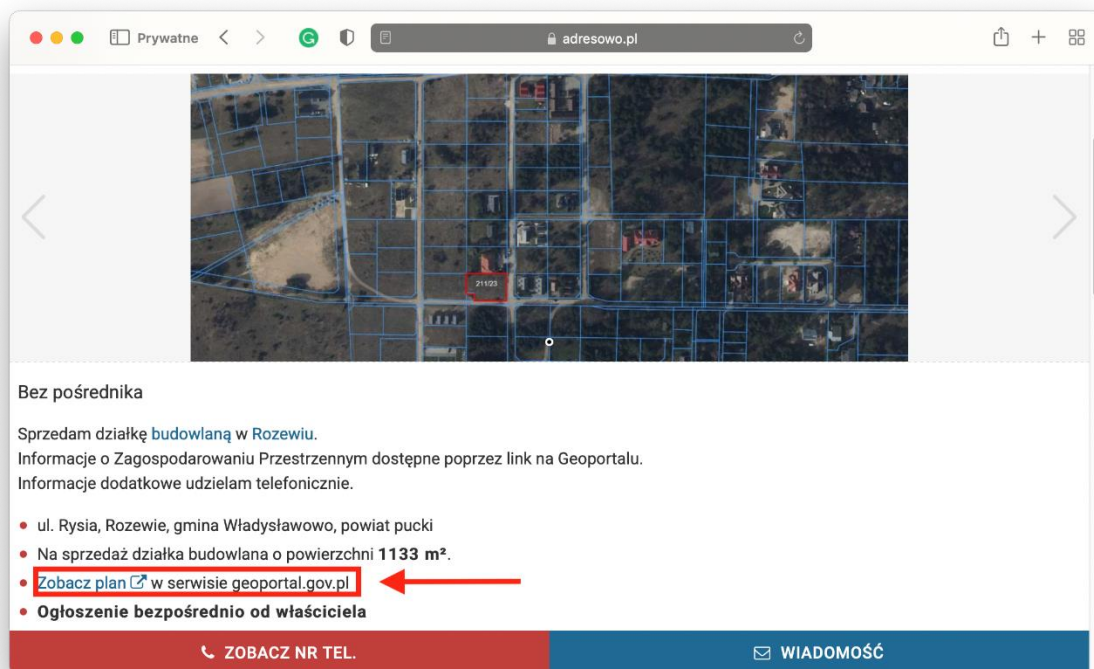 Prywatne
adresowo.pl
211/23
Bez pośrednika
Sprzedam działkę budowlaną w Rozewiu.
Informacje o Zagospodarowaniu Przestrzennym dostępne poprzez link na Geoportalu.
Informacje dodatkowe udzielam telefonicznie.
ul. Rysia, Rozewie, gmina Władysławowo, powiat pucki
Na sprzedaż działka budowlana o powierzchni 1133 m².
Zobacz plan w serwisie geoportal.gov.pl
Ogłoszenie bezpośrednio od właściciela
ZOBACZ NR TEL.
WIADOMOŚĆ